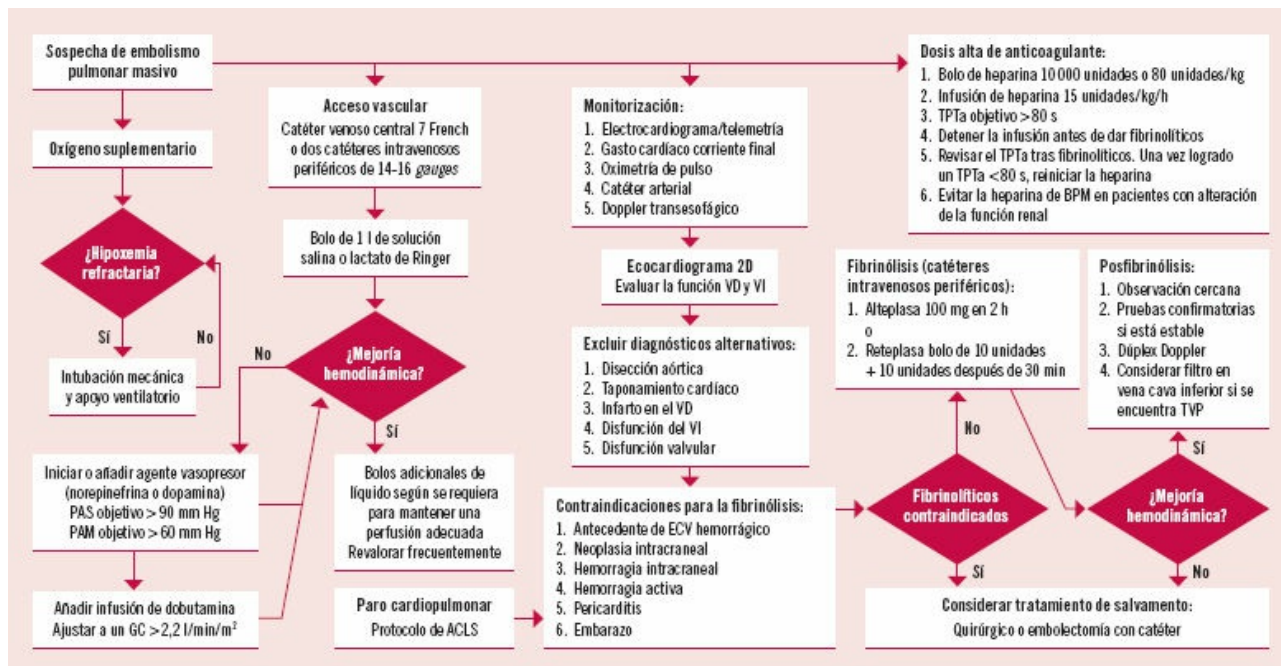 Sospecha de embolismo
pulmonar masivo
Oxígeno suplementario
¿Hipoxemia
refractaria?
Sí
No
Intubación mecánica
y apoyo ventilatorio
Acceso vascular
Catéter venoso central 7 French
o dos catéteres intravenosos
periféricos de 14-16 gauges
Bolo de 1 l de solución
salina o lactato de Ringer
¿Mejoría
hemodinámica?
No
Sí
Iniciar o añadir agente vasopresor
(norepinefrina o dopamina)
PAS objetivo > 90 mm Hg
PAM objetivo > 60 mm Hg
Añadir infusión de dobutamina
Ajustar a un GC >2,2 l/min/m²
Bolos adicionales de
líquido según se requiera
para mantener una
perfusión adecuada
Revalorar frecuentemente
Paro cardiopulmonar
Protocolo de ACLS
Monitorización:
1. Electrocardiograma/telemetría
2. Gasto cardíaco corriente final
3. Oximetría de pulso
4. Catéter arterial
5. Doppler transesofágico
Ecocardiograma 2D
Evaluar la función VD y VI
Excluir diagnósticos alternativos:
1. Disección aórtica
2. Taponamiento cardíaco
3. Infarto en el VD
4. Disfunción del VI
5. Disfunción valvular
Contraindicaciones para la fibrinólisis:
1. Antecedente de ECV hemorrágico
2. Neoplasia intracraneal
3. Hemorragia intracraneal
4. Hemorragia activa
5. Pericarditis
6. Embarazo
Dosis alta de anticoagulante:
1. Bolo de heparina 10 000 unidades o 80 unidades/kg
2. Infusión de heparina 15 unidades/kg/h
3. TPTa objetivo >80 s
4. Detener la infusión antes de dar fibrinolíticos
5. Revisar el TPTa tras fibrinolíticos. Una vez logrado
un TPTa <80 s, reiniciar la heparina
6. Evitar la heparina de BPM en pacientes con alteración
de la función renal
Fibrinólisis (catéteres
intravenosos periféricos):
1. Alteplasa 100 mg en 2 h
o
2. Reteplasa bolo de 10 unidades
+ 10 unidades después de 30 min
No
Fibrinolíticos
contraindicados
Sí
Posfibrinólisis:
1. Observación cercana
2. Pruebas confirmatorias
si está estable
3. Dúplex Doppler
4. Considerar filtro en
vena cava inferior si se
encuentra TVP
Sí
¿Mejoría
hemodinámica?
No
Considerar tratamiento de salvamento:
Quirúrgico o embolectomía con catéter